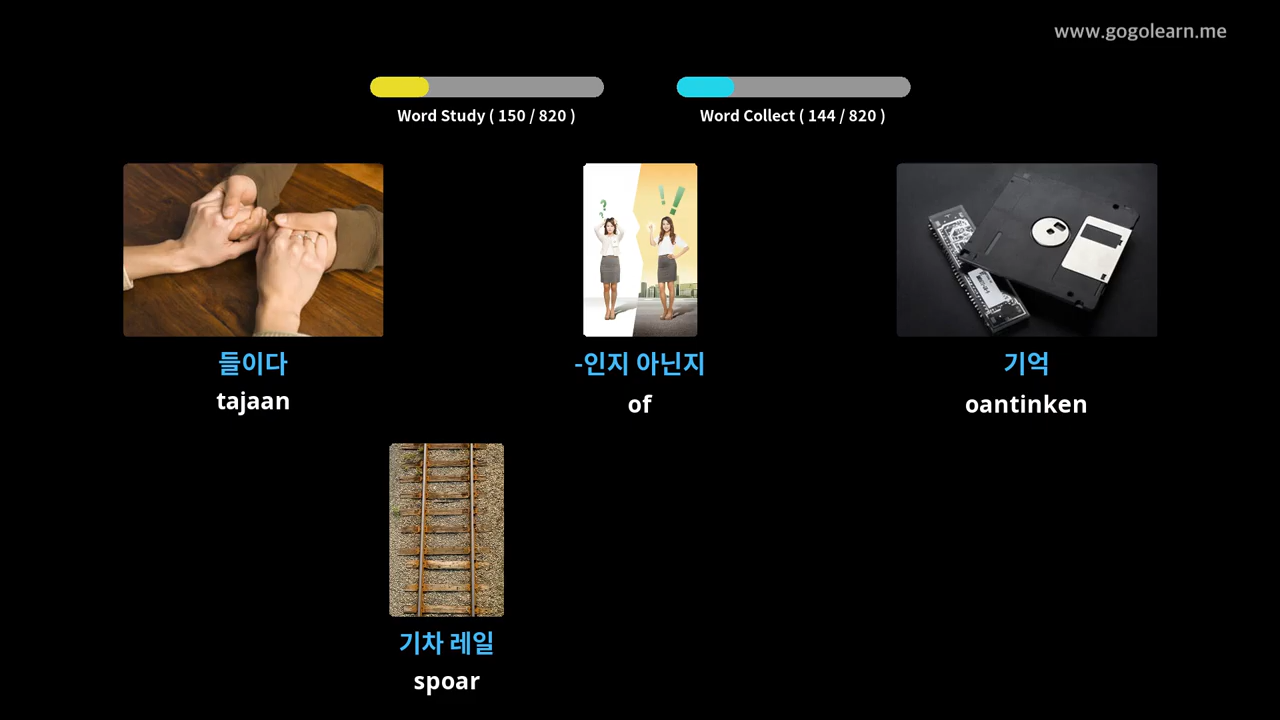 www.gogolearn.me
Word Study ( 150 / 820 )
Word Collect ( 144 / 820 )
들이다
tajaan
-인지 아닌지
of
기억
oantinken
기차 레일
spoar